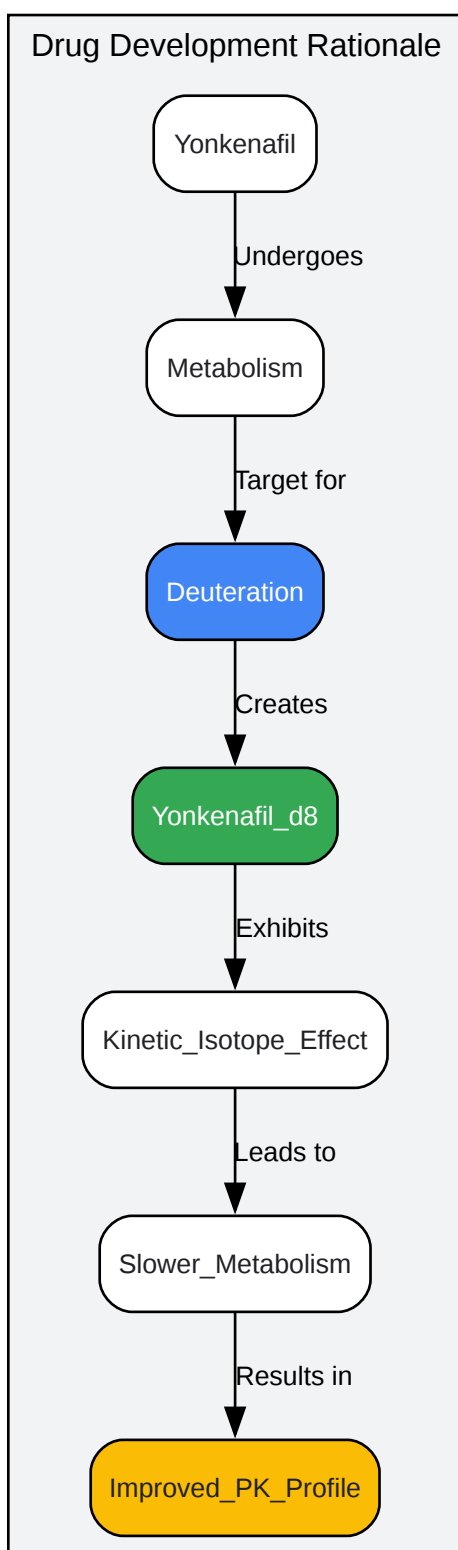 Drug Development Rationale
Yonkenafil
Undergoes
Metabolism
Target for
Deuteration
Creates
Yonkenafil_d8
Exhibits
Kinetic_Isotope_Effect
Leads to
Slower_Metabolism
Results in
Improved_PK_Profile